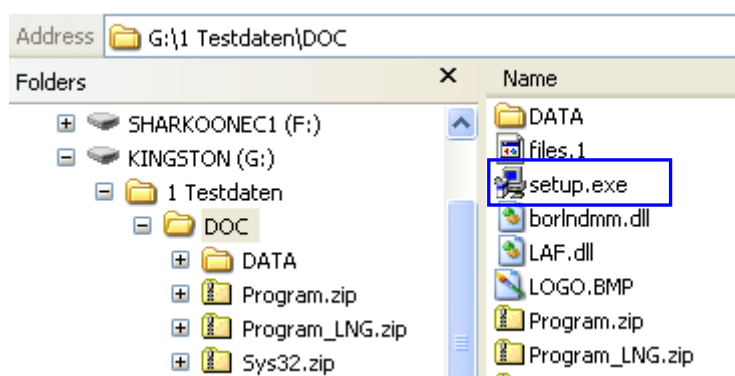 Address G:\1 Testdaten\DOC
Folders
SHARKOONEC1 (F:)
KINGSTON (G:)
1 Testdaten
DOC
DATA
Program.zip
Program_LNG.zip
Sys32.zip
Name
DATA
files.1
setup.exe
borlndmm.dll
LAF.dll
LOGO.BMP
Program.zip
Program_LNG.zip